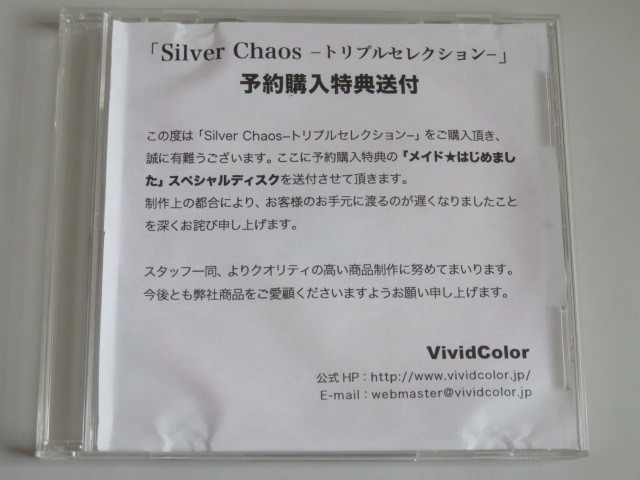 「Silver Chaos −トリプルセレクション−」
予約購入特典送付
この度は「Silver Chaos−トリプルセレクション−」をご購入頂き、
誠に有難うございます。ここに予約購入特典の「メイド★はじめまし
た」スペシャルディスクを送付させて頂きます。
制作上の都合により、お客様のお手元に渡るのが遅くなりましたこと
を深くお詫び申し上げます。
スタッフ一同、よりクオリティの高い商品制作に努めてまいります。
今後とも弊社商品をご愛顧くださいますようお願い申し上げます。
VividColor
公式 HP：http://www.vividcolor.jp/
E-mail：webmaster@vividcolor.jp